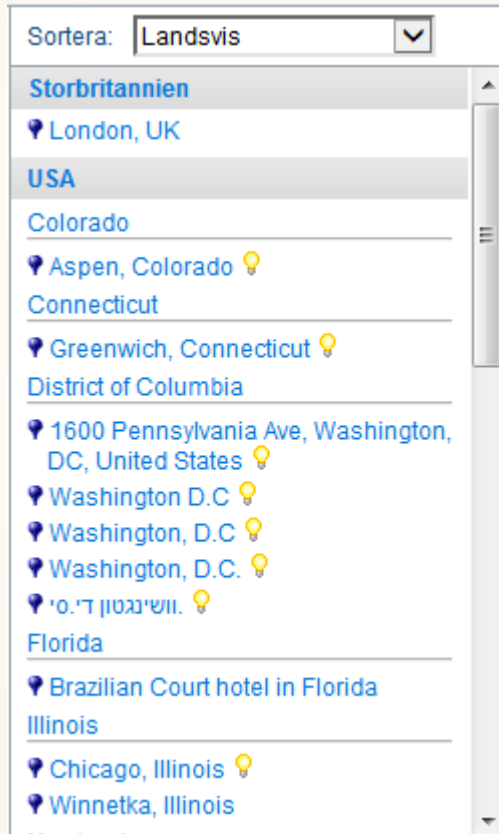 Sortera: Landsvis
Storbritannien
London, UK
USA
Colorado
Aspen, Colorado
Connecticut
Greenwich, Connecticut
District of Columbia
1600 Pennsylvania Ave, Washington,
DC, United States
Washington D.C
Washington, D.C
Washington, D.C.
וושינגטון די.סי.
Florida
Brazilian Court hotel in Florida
Illinois
Chicago, Illinois
Winnetka, Illinois